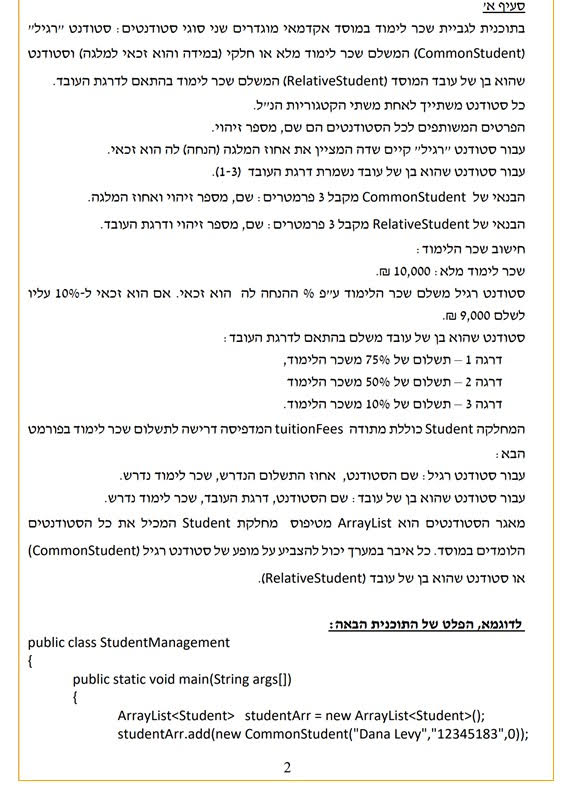 סעיף א'
בתוכנית לגביית שכר לימוד במוסד אקדמאי מוגדרים שני סוגי סטודנטים: סטודנט "רגיל"
(CommonStudent) המשלם שכר לימוד מלא או חלקי (במידה והוא זכאי למלגה) וסטודנט
שהוא בן של עובד המוסד (RelativeStudent) המשלם שכר לימוד בהתאם לדרגת העובד.
כל סטודנט משתייך לאחת משתי הקטגוריות הנ"ל.
הפרטים המשותפים לכל הסטודנטים הם שם, מספר זיהוי.
עבור סטודנט "רגיל" קיים שדה המציין את אחוז המלגה (הנחה) לה הוא זכאי.
עבור סטודנט שהוא בן של עובד נשמרת דרגת העובד (1-3).
הבנאי של CommonStudent מקבל 3 פרמטרים: שם, מספר זיהוי ואחוז המלגה.
הבנאי של RelativeStudent מקבל 3 פרמטרים: שם, מספר זיהוי ודרגת העובד.
חישוב שכר הלימוד:
שכר לימוד מלא: 10,000 ₪.
סטודנט רגיל משלם שכר הלימוד ע"פ % ההנחה לה הוא זכאי. אם הוא זכאי ל-10% עליו
לשלם 9,000 ₪.
סטודנט שהוא בן של עובד משלם בהתאם לדרגת העובד:
דרגה 1 – תשלום של 75% משכר הלימוד,
דרגה 2 – תשלום של 50% משכר הלימוד
דרגה 3 – תשלום של 10% משכר הלימוד.
המחלקה Student כוללת מתודה tuitionFees המדפיסה דרישה לתשלום שכר לימוד בפורמט
הבא:
עבור סטודנט רגיל: שם הסטודנט, אחוז התשלום הנדרש, שכר לימוד נדרש.
עבור סטודנט שהוא בן של עובד: שם הסטודנט, דרגת העובד, שכר לימוד נדרש.
מאגר הסטודנטים הוא ArrayList מטיפוס מחלקת Student המכיל את כל הסטודנטים
הלומדים במוסד. כל איבר במערך יכול להצביע על מופע של סטודנט רגיל (CommonStudent)
או סטודנט שהוא בן של עובד (RelativeStudent).
לדוגמא, הפלט של התוכנית הבאה:
public class StudentManagement
{
public static void main(String args[])
{
ArrayList<Student> studentArr = new ArrayList<Student>();
studentArr.add(new CommonStudent("Dana Levy","12345183",0));
2